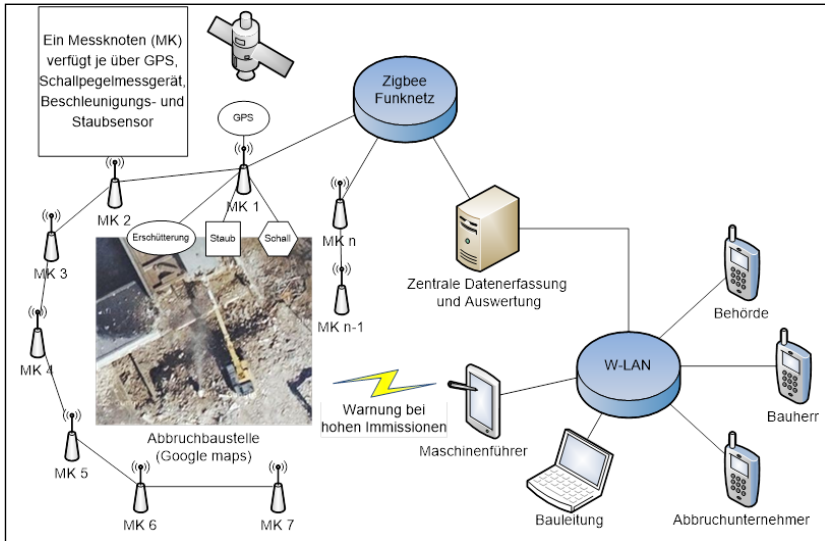 Ein Messknoten (MK)
verfügt je über GPS,
Schallpegelmessgerät,
Beschleunigungs- und
Staubsensor
GPS
Zigbee
Funknetz
MK 1
MK 2
MK 3
MK 4
MK 5
MK 6
MK 7
MK n
MK n-1
Erschütterung
Staub
Schall
Abbruchbaustelle
(Google maps)
Zentrale Datenerfassung
und Auswertung
Warnung bei
hohen Immissionen
W-LAN
Maschinenführer
Bauleitung
Behörde
Bauherr
Abbruchunternehmer